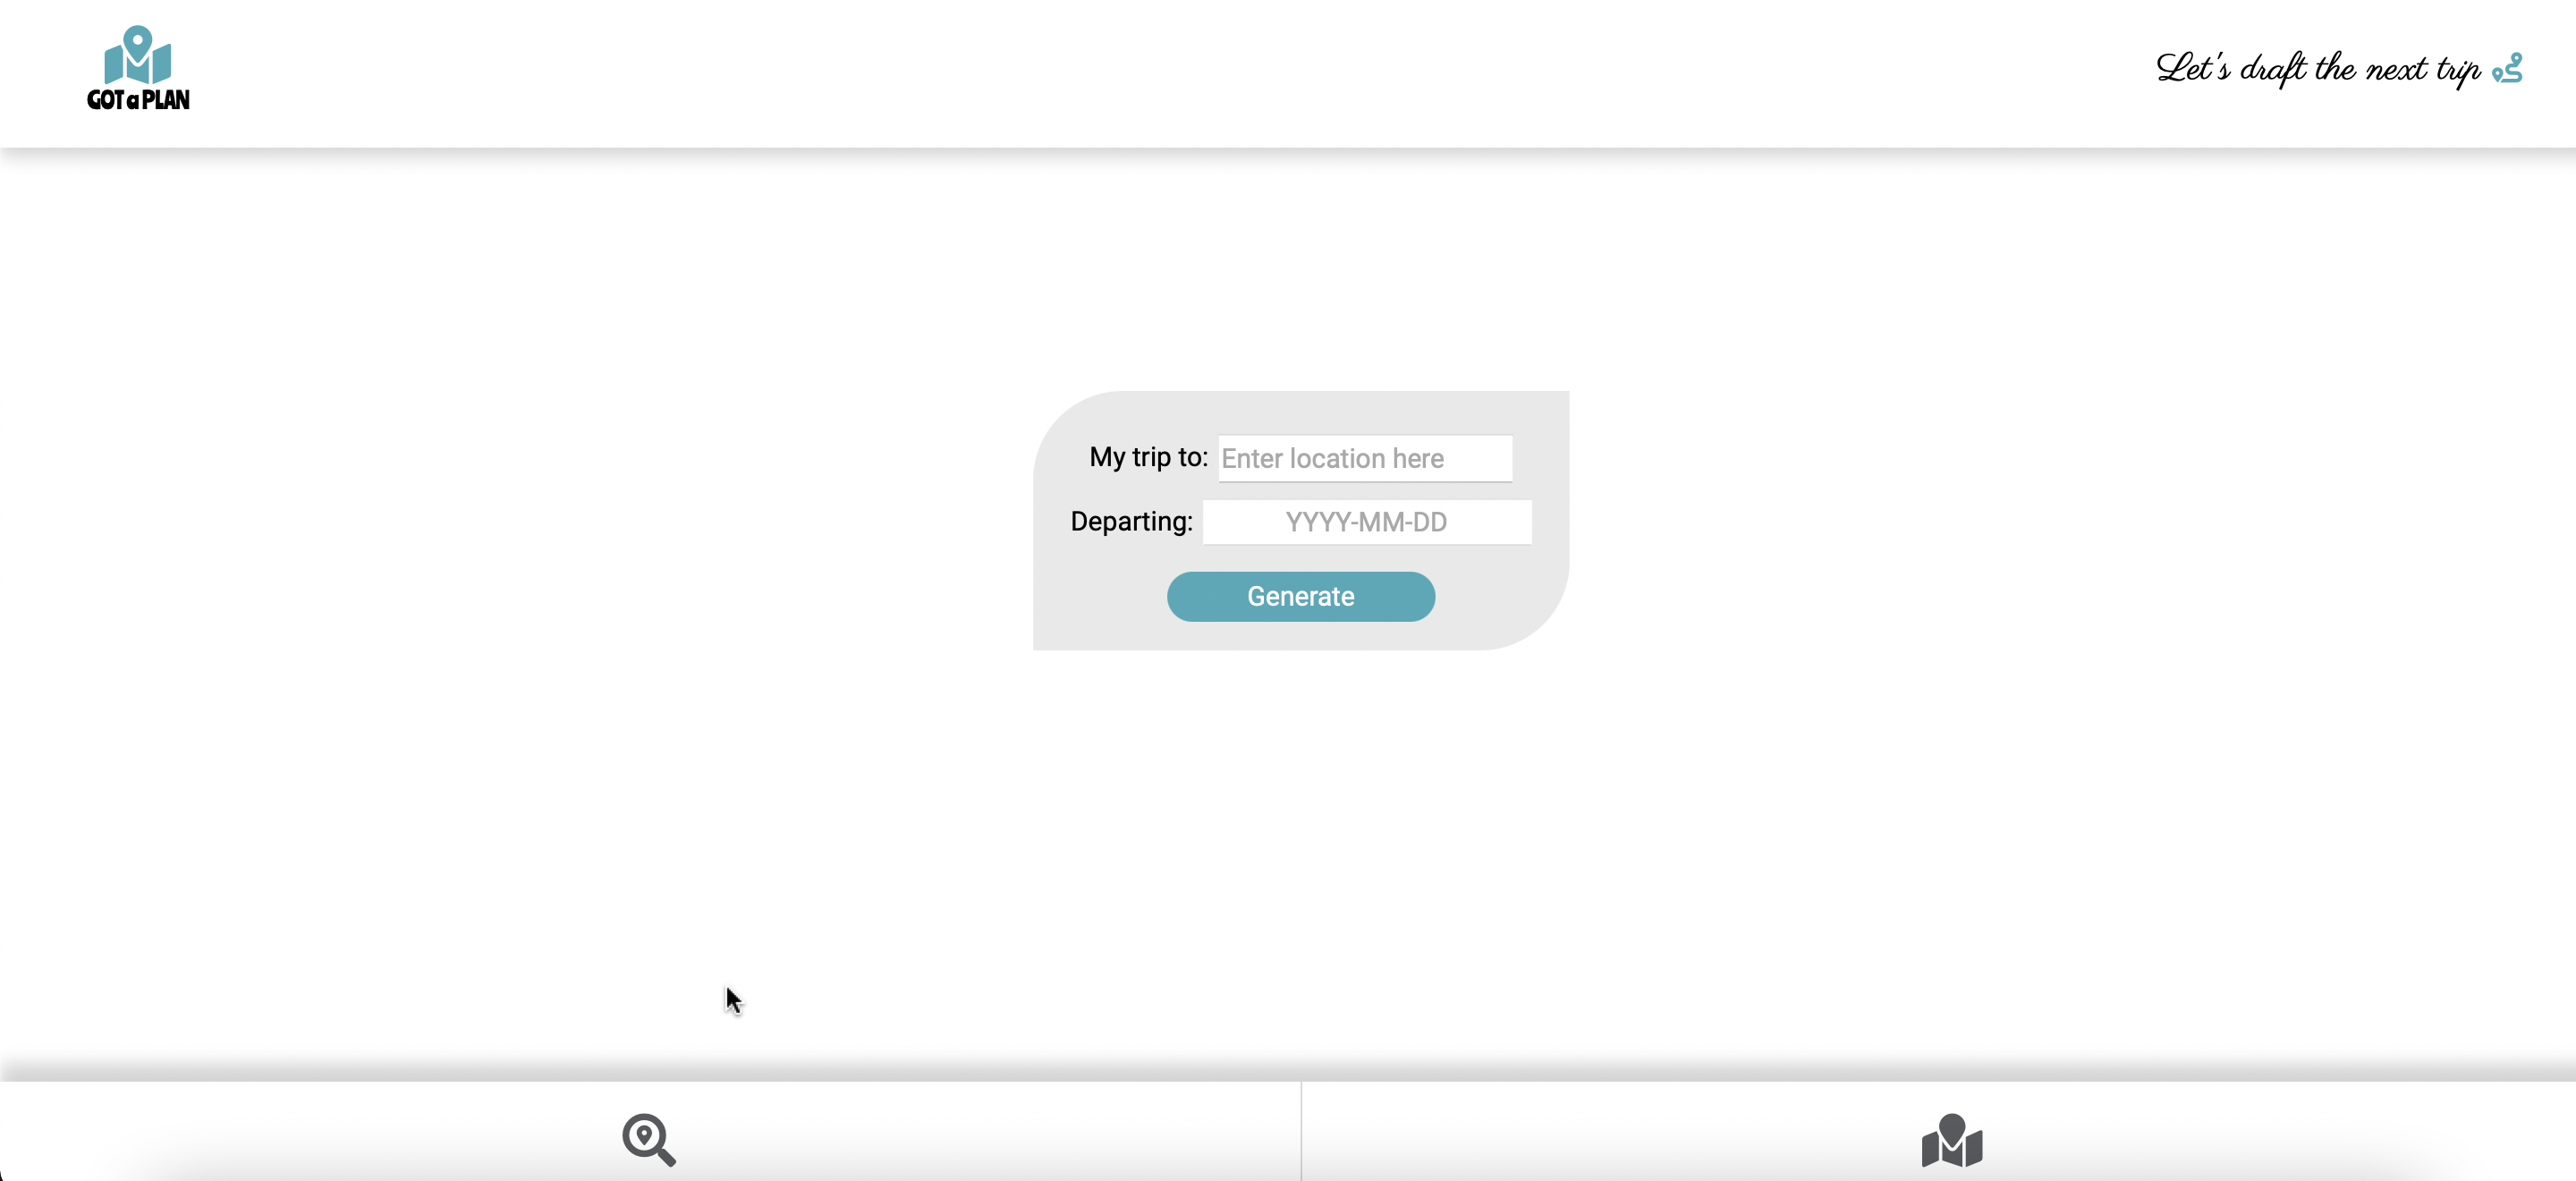 GOT a PLAN
Let's draft the next trip
My trip to: Enter location here
Departing: YYYY-MM-DD
Generate